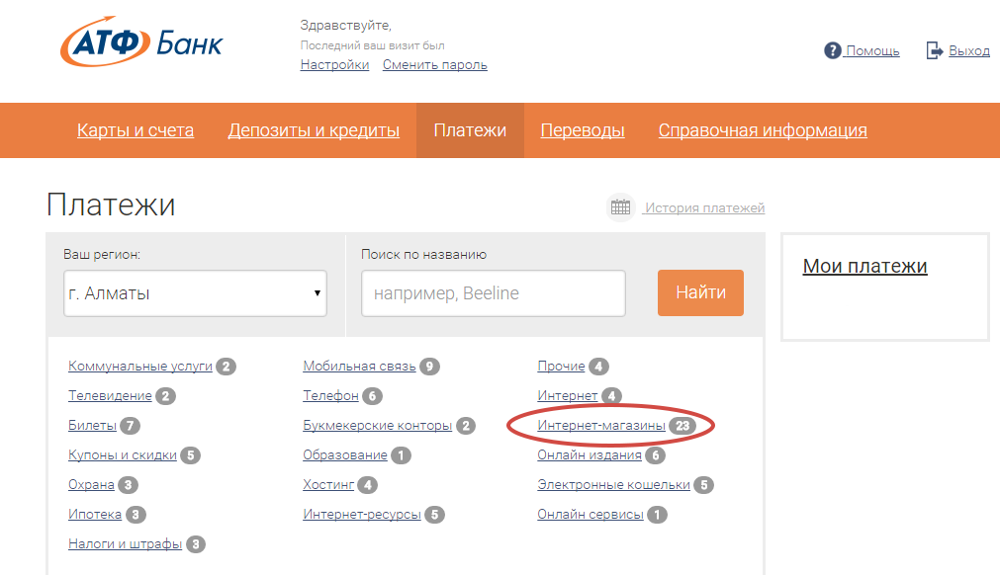 АТФ Банк
Здравствуйте,
Последний ваш визит был
Настройки Сменить пароль
? Помощь Выход
Карты и счета Депозиты и кредиты Платежи Переводы Справочная информация
Платежи
История платежей
Ваш регион: Поиск по названию
г. Алматы например, Beeline Найти
Мои платежи
Коммунальные услуги 2 Мобильная связь 9 Прочие 4
Телевидение 2 Телефон 6 Интернет 4
Билеты 7 Букмекерские конторы 2 Интернет-магазины 23
Купоны и скидки 5 Образование 1 Онлайн издания 6
Охрана 3 Хостинг 4 Электронные кошельки 5
Ипотека 3 Интернет-ресурсы 5 Онлайн сервисы 1
Налоги и штрафы 3